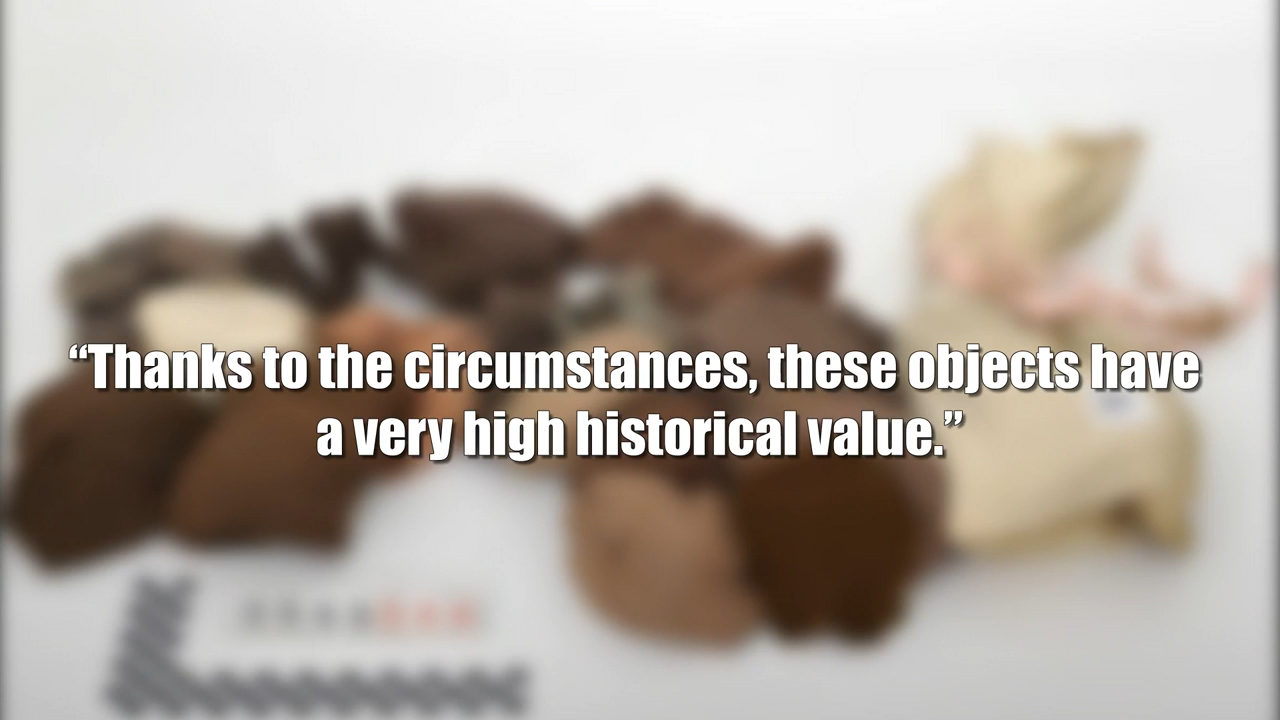 “Thanks to the circumstances, these objects have
a very high historical value.”